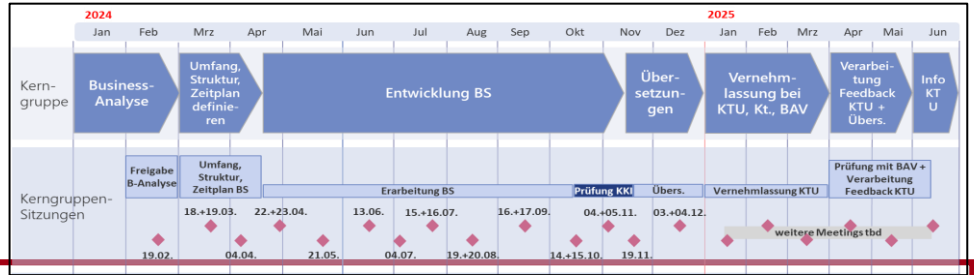 2024
2025
Jan Feb Mrz Apr Mai Jun Jul Aug Sep Okt Nov Dez Jan Feb Mrz Apr Mai Jun
Kern-
gruppe
Business-
Analyse
Umfang,
Struktur,
Zeitplan
definie-
ren
Entwicklung BS
Über-
setzun-
gen
Vernehm-
lassung bei
KTU, Kt., BAV
Verarbei-
tung
Feedback
KTU +
Übers.
Info
KT
U
Kerngruppen-
Sitzungen
Freigabe
B-Analyse
Umfang,
Struktur,
Zeitplan BS
Erarbeitung BS
Prüfung KKI
Übers.
Vernehmlassung KTU
Prüfung mit BAV +
Verarbeitung
Feedback KTU
18.+19.03.
22.+23.04.
13.06.
15.+16.07.
16.+17.09.
04.+05.11.
03.+04.12.
weitere Meetings tbd
19.02.
04.04.
21.05.
04.07.
19.+20.08.
14.+15.10.
19.11.